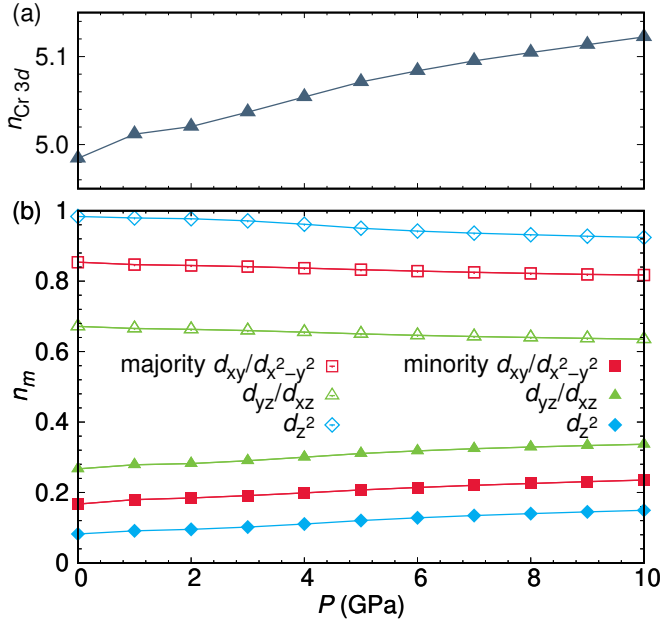 (a)
5.1
5.0
n_Cr 3d
(b)
1
0.8
0.6
0.4
0.2
0
n_m
majority d_xy/d_x²–y²
d_yz/d_xz
d_z²
minority d_xy/d_x²–y²
d_yz/d_xz
d_z²
0 2 4 6 8 10
P (GPa)